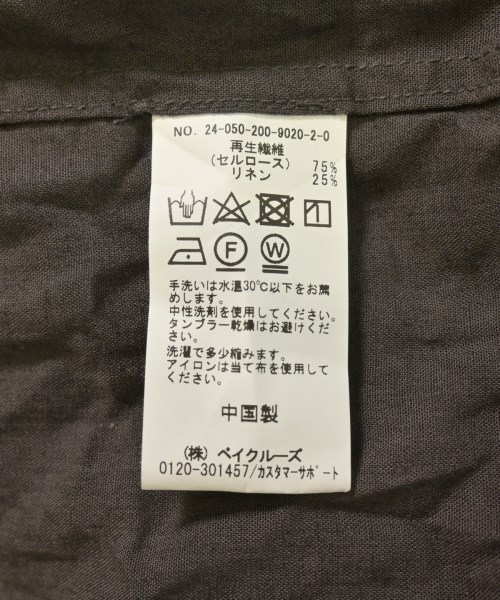 NO. 24-050-200-9020-2-0
再生繊維
(セルロース) 75%
リネン 25%
F W
手洗いは水温30℃以下をお薦
めします。
中性洗剤を使用してください。
タンブラー乾燥はお避けくだ
さい。
洗濯で多少縮みます。
アイロンは当て布を使用して
ください。
中国製
(株) ベイクルーズ
0120-301457/カスタマーサポート